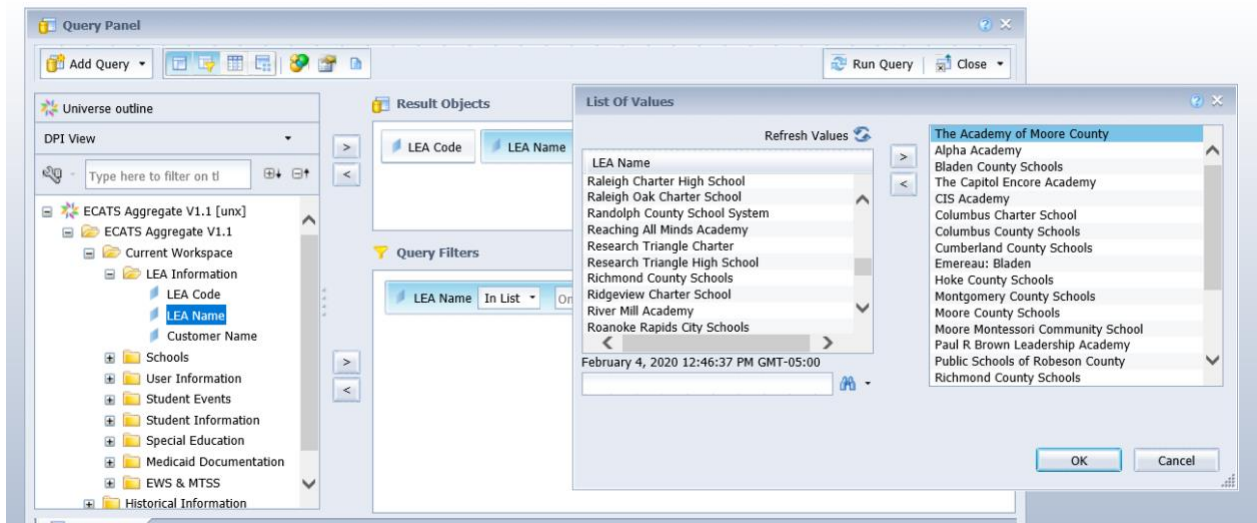 Query Panel
Add Query
Run Query
Close
Universe outline
DPI View
Type here to filter on tl
ECATS Aggregate V1.1 [unx]
ECATS Aggregate V1.1
Current Workspace
LEA Information
LEA Code
LEA Name
Customer Name
Schools
User Information
Student Events
Student Information
Special Education
Medicaid Documentation
EWS & MTSS
Historical Information
>
<
>
<
Result Objects
LEA Code
LEA Name
Query Filters
LEA Name In List On
List Of Values
Refresh Values
LEA Name
Raleigh Charter High School
Raleigh Oak Charter School
Randolph County School System
Reaching All Minds Academy
Research Triangle Charter
Research Triangle High School
Richmond County Schools
Ridgeview Charter School
River Mill Academy
Roanoke Rapids City Schools
February 4, 2020 12:46:37 PM GMT-05:00
>
<
The Academy of Moore County
Alpha Academy
Bladen County Schools
The Capitol Encore Academy
CIS Academy
Columbus Charter School
Columbus County Schools
Cumberland County Schools
Emereau: Bladen
Hoke County Schools
Montgomery County Schools
Moore County Schools
Moore Montessori Community School
Paul R Brown Leadership Academy
Public Schools of Robeson County
Richmond County Schools
OK
Cancel